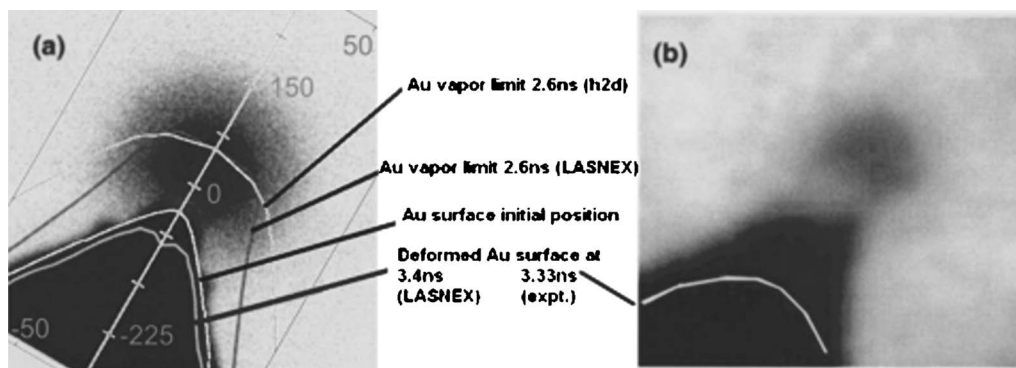 (a)
50
150
0
-50
-225
Au vapor limit 2.6ns (h2d)
Au vapor limit 2.6ns (LASNEX)
Au surface initial position
Deformed Au surface at
3.4ns 3.33ns
(LASNEX) (expt.)
(b)